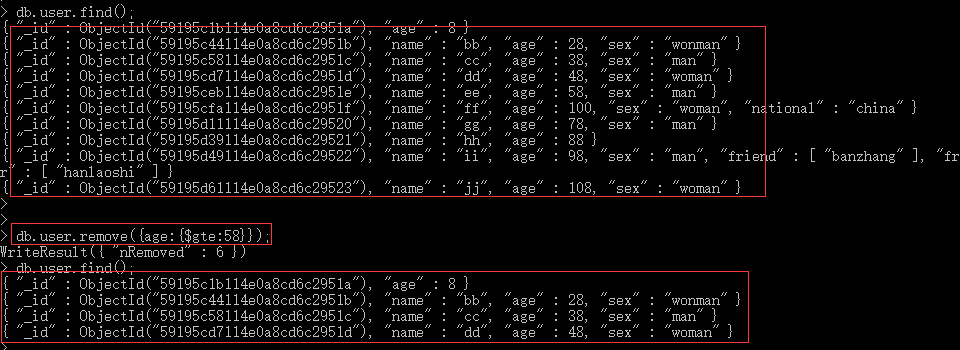 > db.user.find();
{ "_id" : ObjectId("59195c1b114e0a8cd6c2951a"), "age" : 8 }
{ "_id" : ObjectId("59195c44114e0a8cd6c2951b"), "name" : "bb", "age" : 28, "sex" : "wonman" }
{ "_id" : ObjectId("59195c58114e0a8cd6c2951c"), "name" : "cc", "age" : 38, "sex" : "man" }
{ "_id" : ObjectId("59195cd7114e0a8cd6c2951d"), "name" : "dd", "age" : 48, "sex" : "woman" }
{ "_id" : ObjectId("59195ceb114e0a8cd6c2951e"), "name" : "ee", "age" : 58, "sex" : "man" }
{ "_id" : ObjectId("59195cfa114e0a8cd6c2951f"), "name" : "ff", "age" : 100, "sex" : "woman", "national" : "china" }
{ "_id" : ObjectId("59195d11114e0a8cd6c29520"), "name" : "gg", "age" : 78, "sex" : "man" }
{ "_id" : ObjectId("59195d39114e0a8cd6c29521"), "name" : "hh", "age" : 88 }
{ "_id" : ObjectId("59195d49114e0a8cd6c29522"), "name" : "ii", "age" : 98, "sex" : "man", "friend" : [ "banzhang" ], "fr
r" : [ "hanlaoshi" ] }
{ "_id" : ObjectId("59195d61114e0a8cd6c29523"), "name" : "jj", "age" : 108, "sex" : "woman" }
>
>
> db.user.remove({age:{$gte:58}});
WriteResult({ "nRemoved" : 6 })
> db.user.find();
{ "_id" : ObjectId("59195c1b114e0a8cd6c2951a"), "age" : 8 }
{ "_id" : ObjectId("59195c44114e0a8cd6c2951b"), "name" : "bb", "age" : 28, "sex" : "wonman" }
{ "_id" : ObjectId("59195c58114e0a8cd6c2951c"), "name" : "cc", "age" : 38, "sex" : "man" }
{ "_id" : ObjectId("59195cd7114e0a8cd6c2951d"), "name" : "dd", "age" : 48, "sex" : "woman" }
>